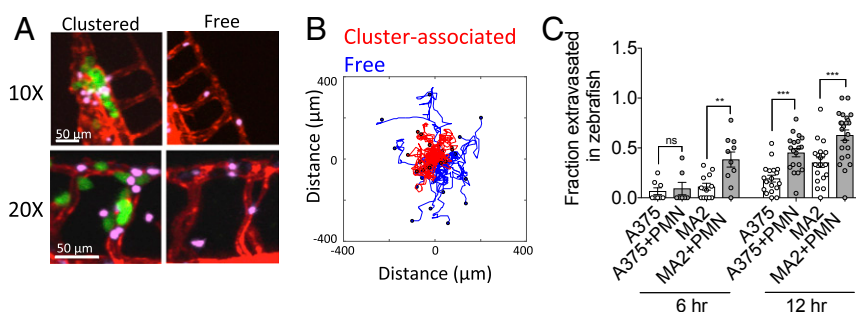 A
Clustered
Free
10X
50 µm
20X
50 µm
B
Cluster-associated
Free
Distance (µm)
400
0
-400
-400
0
400
Distance (µm)
C
Fraction extravasated
in zebrafish
1.5
1.0
0.5
0.0
ns
**
***
***
A375
A375+PMN
MA2
MA2+PMN
A375
A375+PMN
MA2
MA2+PMN
6 hr
12 hr